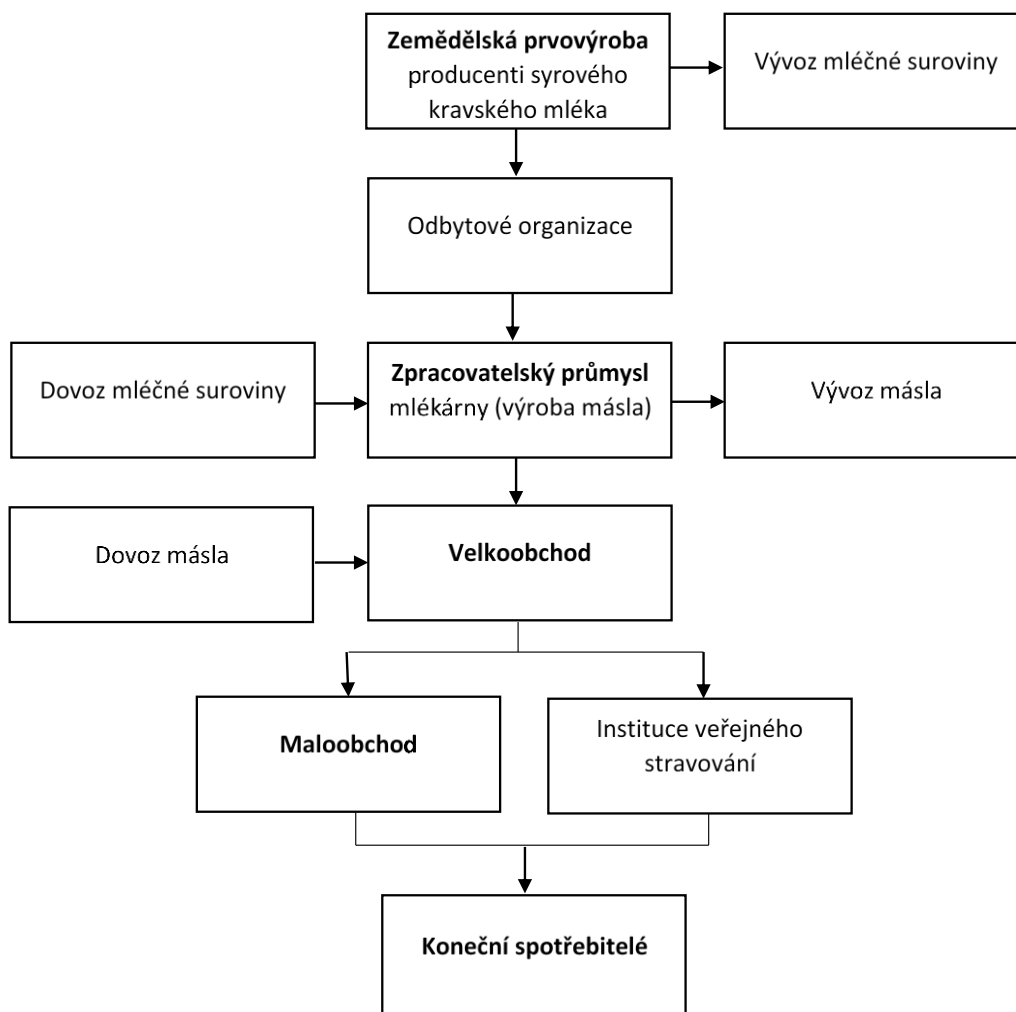 Zemědělská prvovýroba
producenti syrového
kravského mléka
Vývoz mléčné suroviny
Odbytové organizace
Dovoz mléčné suroviny
Zpracovatelský průmysl
mlékárny (výroba másla)
Vývoz másla
Dovoz másla
Velkoobchod
Maloobchod
Instituce veřejného
stravování
Koneční spotřebitelé